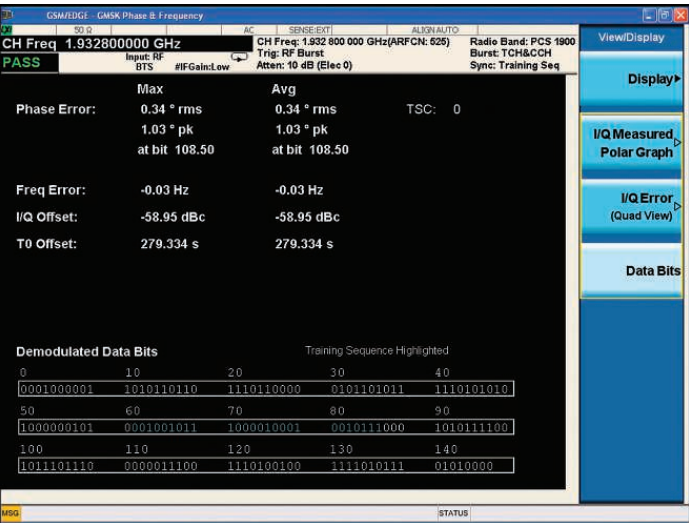 GSM/EDGE - GMSK Phase & Frequency
50 Ω AC SENSE:EXT ALIGN AUTO
CH Freq 1.932800000 GHz CH Freq: 1.932 800 000 GHz(ARFCN: 525) Radio Band: PCS 1900
PASS Input: RF Trig: RF Burst Burst: TCH&CCH
BTS #IFGain:Low Atten: 10 dB (Elec 0) Sync: Training Seq
View/Display
Display
I/Q Measured
Polar Graph
I/Q Error
(Quad View)
Data Bits
Max Avg
Phase Error: 0.34 ° rms 0.34 ° rms TSC: 0
1.03 ° pk 1.03 ° pk
at bit 108.50 at bit 108.50
Freq Error: -0.03 Hz -0.03 Hz
I/Q Offset: -58.95 dBc -58.95 dBc
T0 Offset: 279.334 s 279.334 s
Demodulated Data Bits Training Sequence Highlighted
0 10 20 30 40
0001000001 1010110110 1110110000 0101101011 1110101010
50 60 70 80 90
1000000101 0001001011 1000010001 0010111000 1010111100
100 110 120 130 140
1011101110 0000011100 1110100100 1111010111 01010000
MSG STATUS